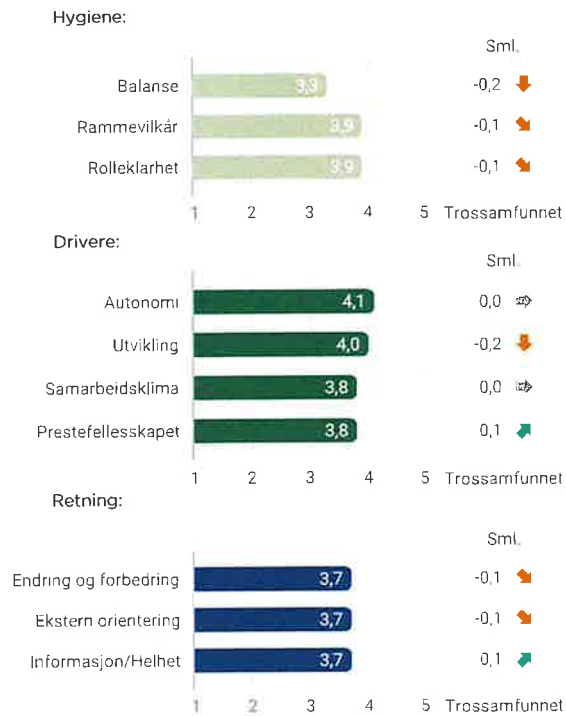 Hygiene:
Sml.
Balanse 3,3 -0,2
Rammevilkår 3,9 -0,1
Rolleklarhet 3,9 -0,1
1 2 3 4 5 Trossamfunnet
Drivere:
Sml.
Autonomi 4,1 0,0
Utvikling 4,0 -0,2
Samarbeidsklima 3,8 0,0
Prestefellesskapet 3,8 0,1
1 2 3 4 5 Trossamfunnet
Retning:
Sml.
Endring og forbedring 3,7 -0,1
Ekstern orientering 3,7 -0,1
Informasjon/Helhet 3,7 0,1
1 2 3 4 5 Trossamfunnet